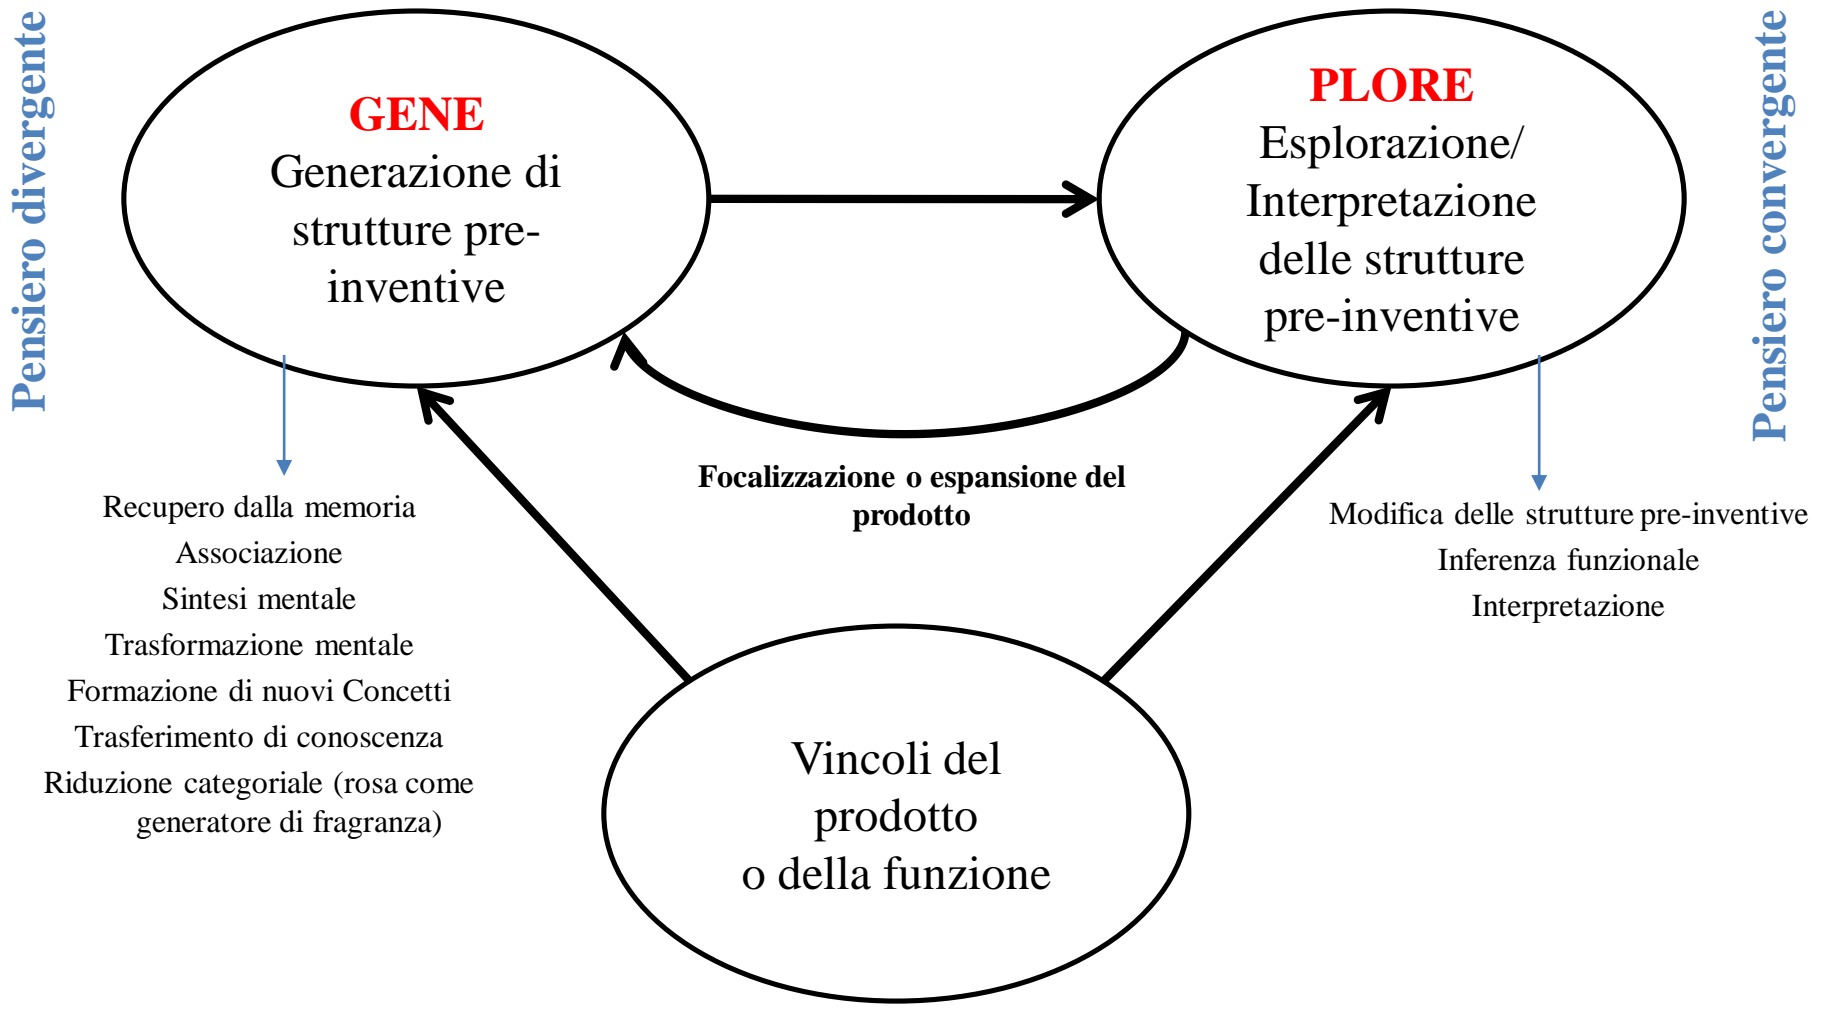 Pensiero divergente
GENE
Generazione di
strutture pre-
inventive
PLORE
Esplorazione/
Interpretazione
delle strutture
pre-inventive
Pensiero convergente
Focalizzazione o espansione del
prodotto
Recupero dalla memoria
Associazione
Sintesi mentale
Trasformazione mentale
Formazione di nuovi Concetti
Trasferimento di conoscenza
Riduzione categoriale (rosa come
generatore di fragranza)
Modifica delle strutture pre-inventive
Inferenza funzionale
Interpretazione
Vincoli del
prodotto
o della funzione